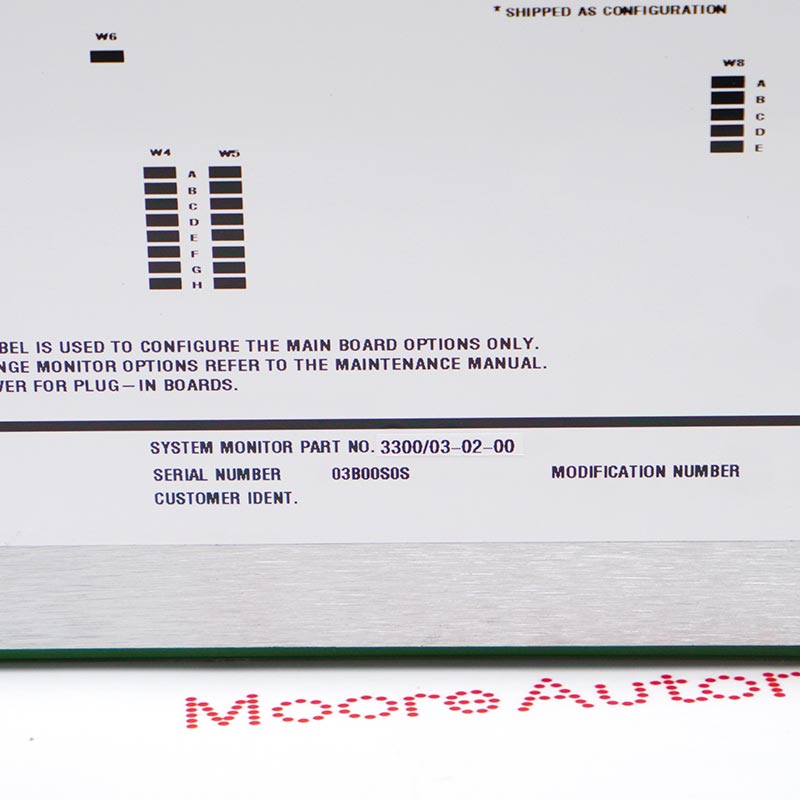 * SHIPPED AS CONFIGURATION
W6
W8
A
B
C
D
E
W4 W5
A
B
C
D
E
F
G
H
BEL IS USED TO CONFIGURE THE MAIN BOARD OPTIONS ONLY.
NGE MONITOR OPTIONS REFER TO THE MAINTENANCE MANUAL.
VER FOR PLUG-IN BOARDS.
SYSTEM MONITOR PART NO. 3300/03-02-00
SERIAL NUMBER 03B00S0S MODIFICATION NUMBER
CUSTOMER IDENT.
Moore Autom